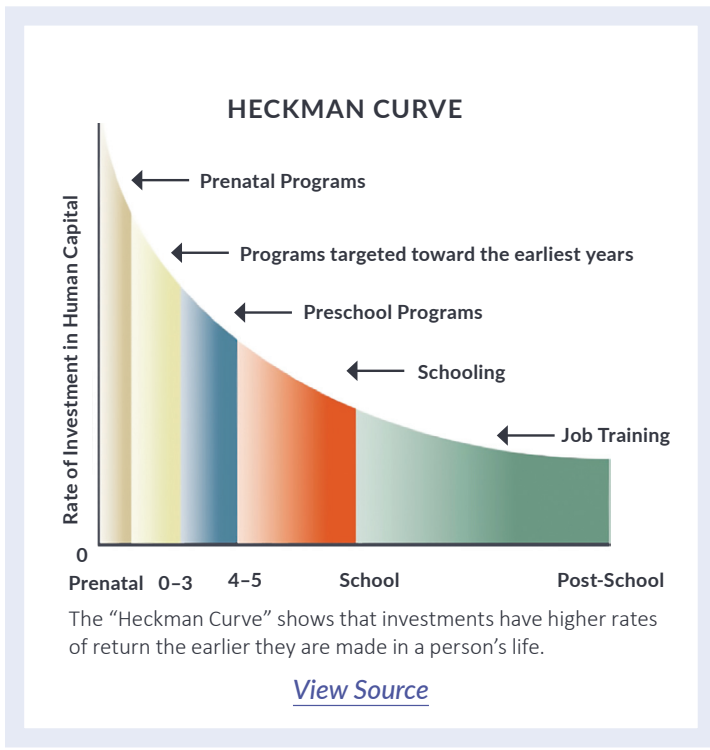 HECKMAN CURVE
Rate of Investment in Human Capital
Prenatal Programs
Programs targeted toward the earliest years
Preschool Programs
Schooling
Job Training
0
Prenatal 0–3 4–5 School Post-School
The “Heckman Curve” shows that investments have higher rates
of return the earlier they are made in a person’s life.
View Source